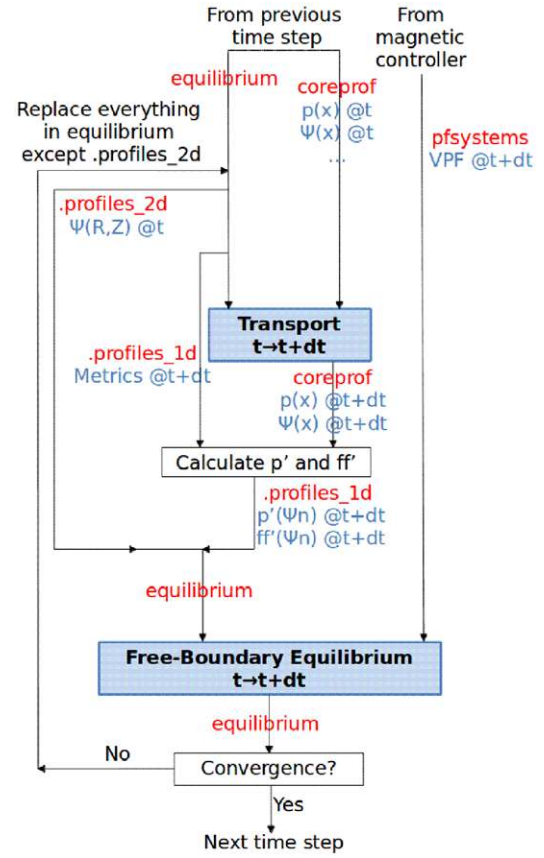 From previous
time step
From
magnetic
controller
equilibrium
coreprof
p(x) @t
Ψ(x) @t
...
Replace everything
in equilibrium
except .profiles_2d
pfsystems
VPF @t+dt
.profiles_2d
Ψ(R,Z) @t
Transport
t→t+dt
.profiles_1d
Metrics @t+dt
coreprof
p(x) @t+dt
Ψ(x) @t+dt
Calculate p' and ff'
.profiles_1d
p'(Ψn) @t+dt
ff'(Ψn) @t+dt
equilibrium
Free-Boundary Equilibrium
t→t+dt
equilibrium
No
Convergence?
Yes
Next time step